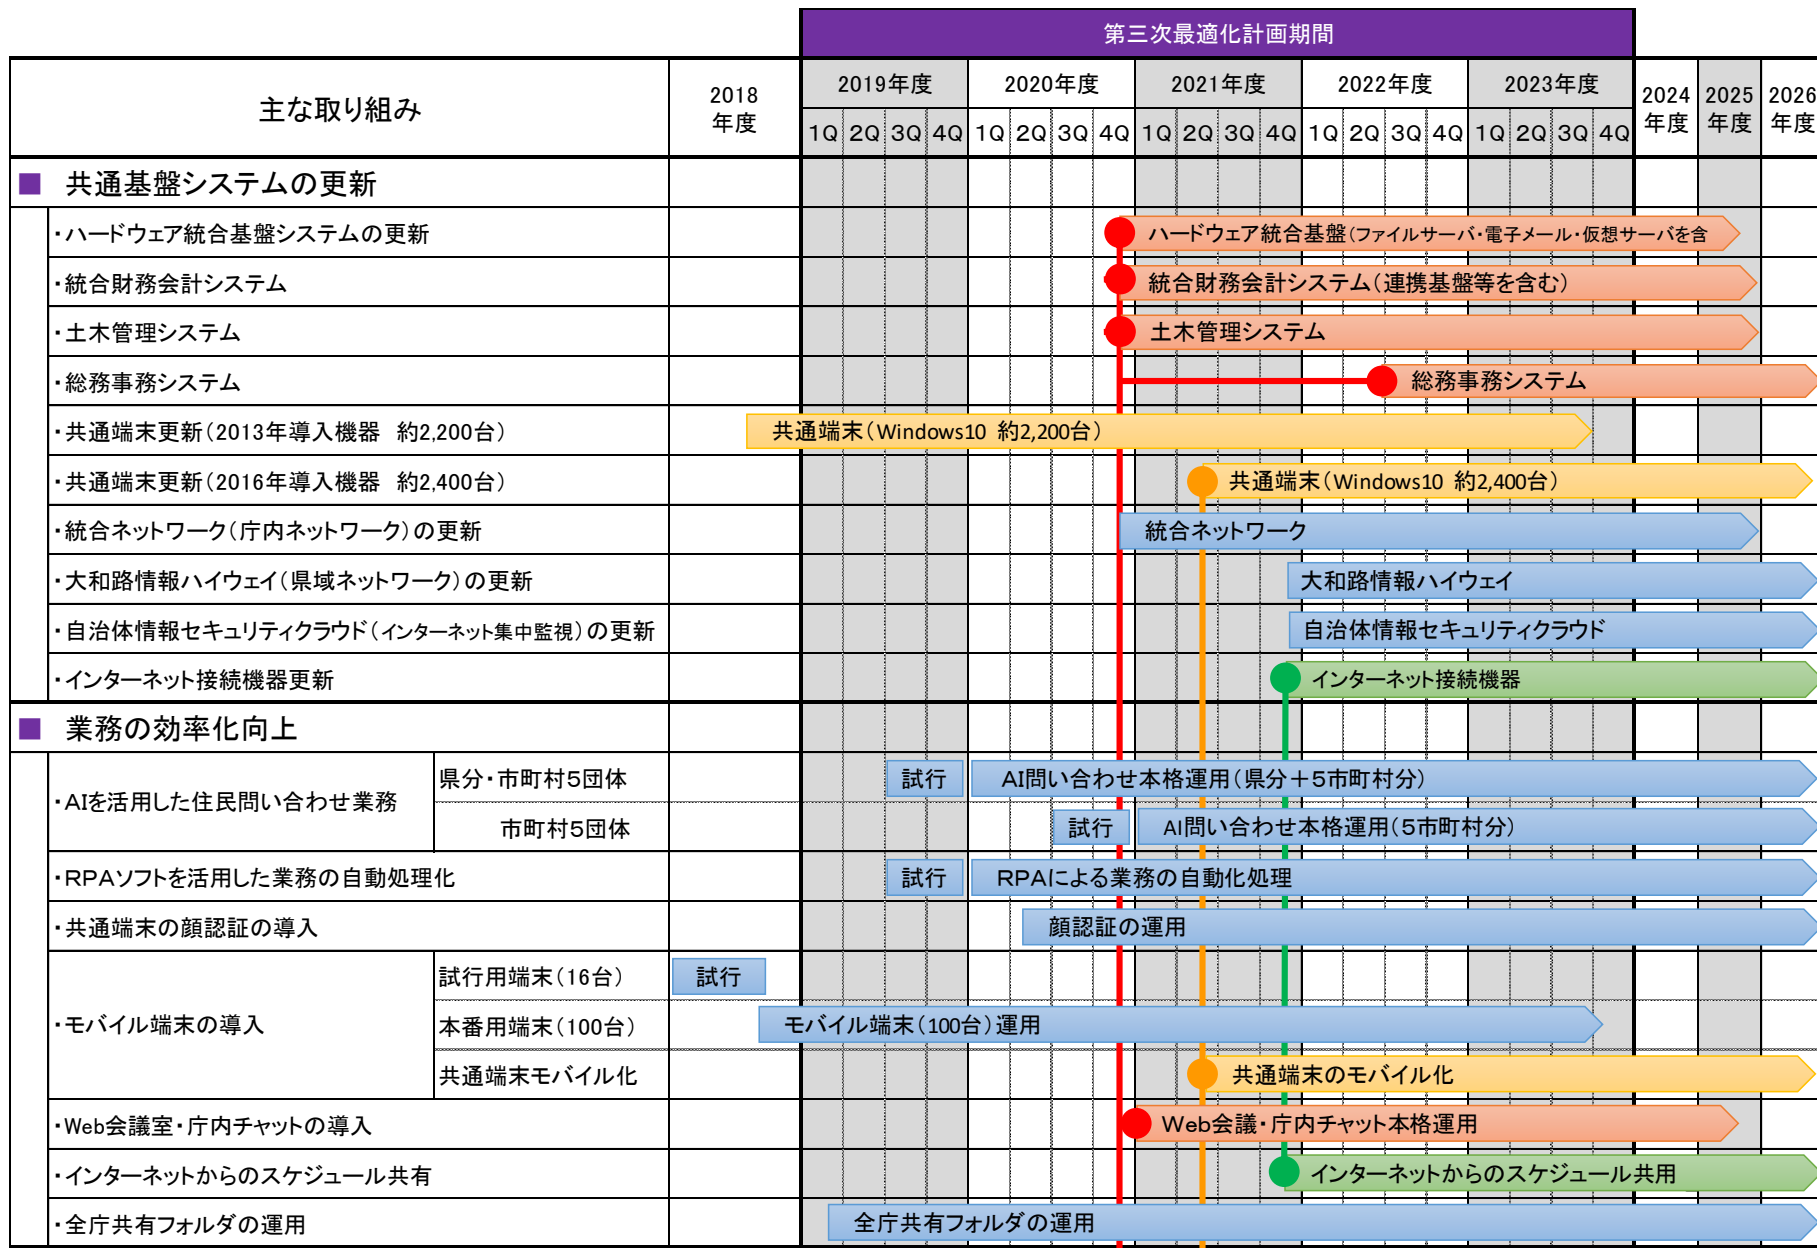 第三次最適化計画期間
主な取り組み
2018
年度
2019年度
2020年度
2021年度
2022年度
2023年度
2024
年度
2025
年度
2026
年度
1Q 2Q 3Q 4Q 1Q 2Q 3Q 4Q 1Q 2Q 3Q 4Q 1Q 2Q 3Q 4Q 1Q 2Q 3Q 4Q
■ 共通基盤システムの更新
・ハードウェア統合基盤システムの更新
ハードウェア統合基盤(ファイルサーバ・電子メール・仮想サーバを含
・統合財務会計システム
統合財務会計システム(連携基盤等を含む)
・土木管理システム
土木管理システム
・総務事務システム
総務事務システム
・共通端末更新(2013年導入機器 約2,200台)
共通端末(Windows10 約2,200台)
・共通端末更新(2016年導入機器 約2,400台)
共通端末(Windows10 約2,400台)
・統合ネットワーク(庁内ネットワーク)の更新
統合ネットワーク
・大和路情報ハイウェイ(県域ネットワーク)の更新
大和路情報ハイウェイ
・自治体情報セキュリティクラウド(インターネット集中監視)の更新
自治体情報セキュリティクラウド
・インターネット接続機器更新
インターネット接続機器
■ 業務の効率化向上
・AIを活用した住民問い合わせ業務
県分・市町村5団体
試行
AI問い合わせ本格運用(県分+5市町村分)
市町村5団体
試行
AI問い合わせ本格運用(5市町村分)
・RPAソフトを活用した業務の自動処理化
試行
RPAによる業務の自動化処理
・共通端末の顔認証の導入
顔認証の運用
・モバイル端末の導入
試行用端末(16台)
試行
本番用端末(100台)
モバイル端末(100台)運用
共通端末モバイル化
共通端末のモバイル化
・Web会議室・庁内チャットの導入
Web会議・庁内チャット本格運用
・インターネットからのスケジュール共有
インターネットからのスケジュール共用
・全庁共有フォルダの運用
全庁共有フォルダの運用